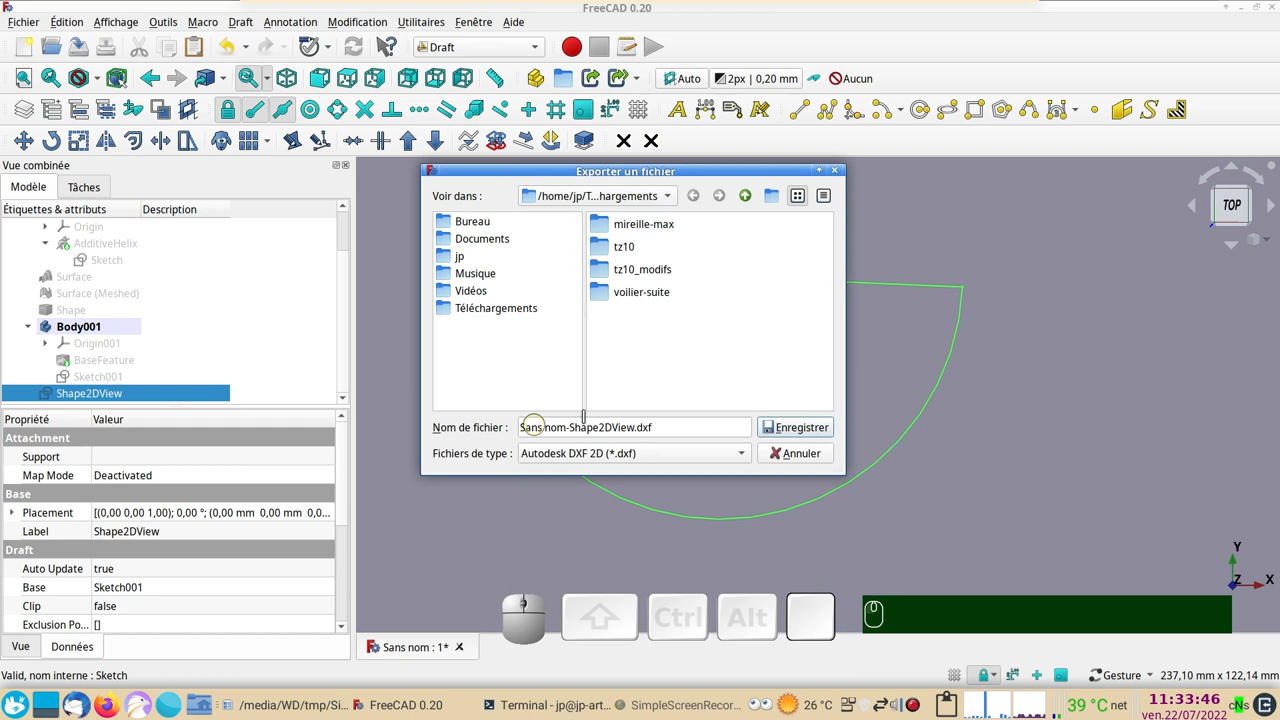 FreeCAD 0.20
Fichier Édition Affichage Outils Macro Draft Annotation Modification Utilitaires Fenêtre Aide
Draft
Auto 2px | 0,20 mm Aucun
Vue combinée
Modèle Tâches
Étiquettes & attributs Description
Origin
AdditiveHelix
Sketch
Surface
Surface (Meshed)
Shape
Body001
Origin001
BaseFeature
Sketch001
Shape2DView
Propriété Valeur
Attachment
Support
Map Mode Deactivated
Base
Placement [(0,00 0,00 1,00); 0,00 °; (0,00 mm 0,00 mm 0,0...
Label Shape2DView
Draft
Auto Update true
Base Sketch001
Clip false
Exclusion Po... []
Vue Données
Exporter un fichier
Voir dans : /home/jp/T...hargements
Bureau
Documents
jp
Musique
Vidéos
Téléchargements
mireille-max
tz10
tz10_modifs
voilier-suite
Nom de fichier : Sans nom-Shape2DView.dxf Enregistrer
Fichiers de type : Autodesk DXF 2D (*.dxf) Annuler
TOP
Y
Z X
Ctrl Alt
Sans nom : 1*
Valid, nom interne : Sketch Gesture 237,10 mm x 122,14 mm
/media/WD/tmp/Si... FreeCAD 0.20 Terminal - jp@jp-art... SimpleScreenRecor... 26 °C 39 °C net 11:33:46
ven.22/07/2022